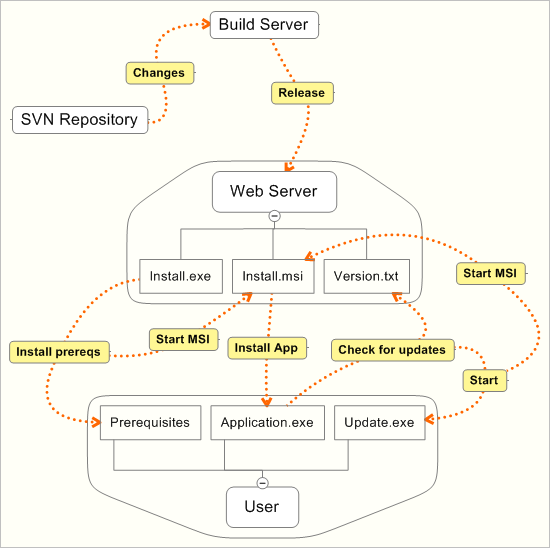 Build Server
Changes
Release
SVN Repository
Web Server
Install.exe
Install.msi
Version.txt
Start MSI
Start MSI
Install prereqs
Install App
Check for updates
Start
Prerequisites
Application.exe
Update.exe
User